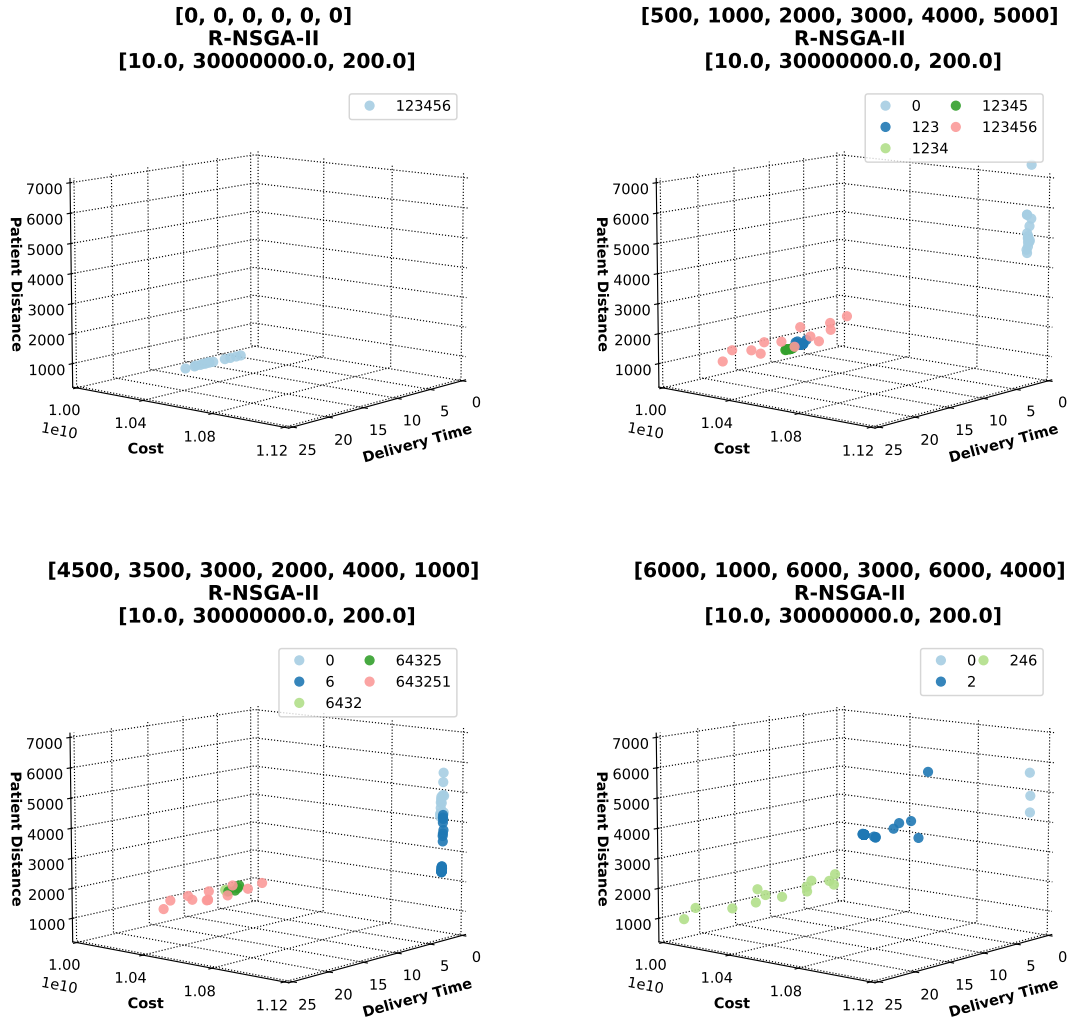 [0, 0, 0, 0, 0, 0]
R-NSGA-II
[10.0, 30000000.0, 200.0]
123456
7000
6000
5000
4000
3000
2000
1000
Patient Distance
1.00
1.04
1.08
1.12
1e10
Cost
25
20
15
10
5
0
Delivery Time
[500, 1000, 2000, 3000, 4000, 5000]
R-NSGA-II
[10.0, 30000000.0, 200.0]
0
123
1234
12345
123456
7000
6000
5000
4000
3000
2000
1000
Patient Distance
1.00
1.04
1.08
1.12
1e10
Cost
25
20
15
10
5
0
Delivery Time
[4500, 3500, 3000, 2000, 4000, 1000]
R-NSGA-II
[10.0, 30000000.0, 200.0]
0
6
6432
64325
643251
7000
6000
5000
4000
3000
2000
1000
Patient Distance
1.00
1.04
1.08
1.12
1e10
Cost
25
20
15
10
5
0
Delivery Time
[6000, 1000, 6000, 3000, 6000, 4000]
R-NSGA-II
[10.0, 30000000.0, 200.0]
0
2
246
7000
6000
5000
4000
3000
2000
1000
Patient Distance
1.00
1.04
1.08
1.12
1e10
Cost
25
20
15
10
5
0
Delivery Time